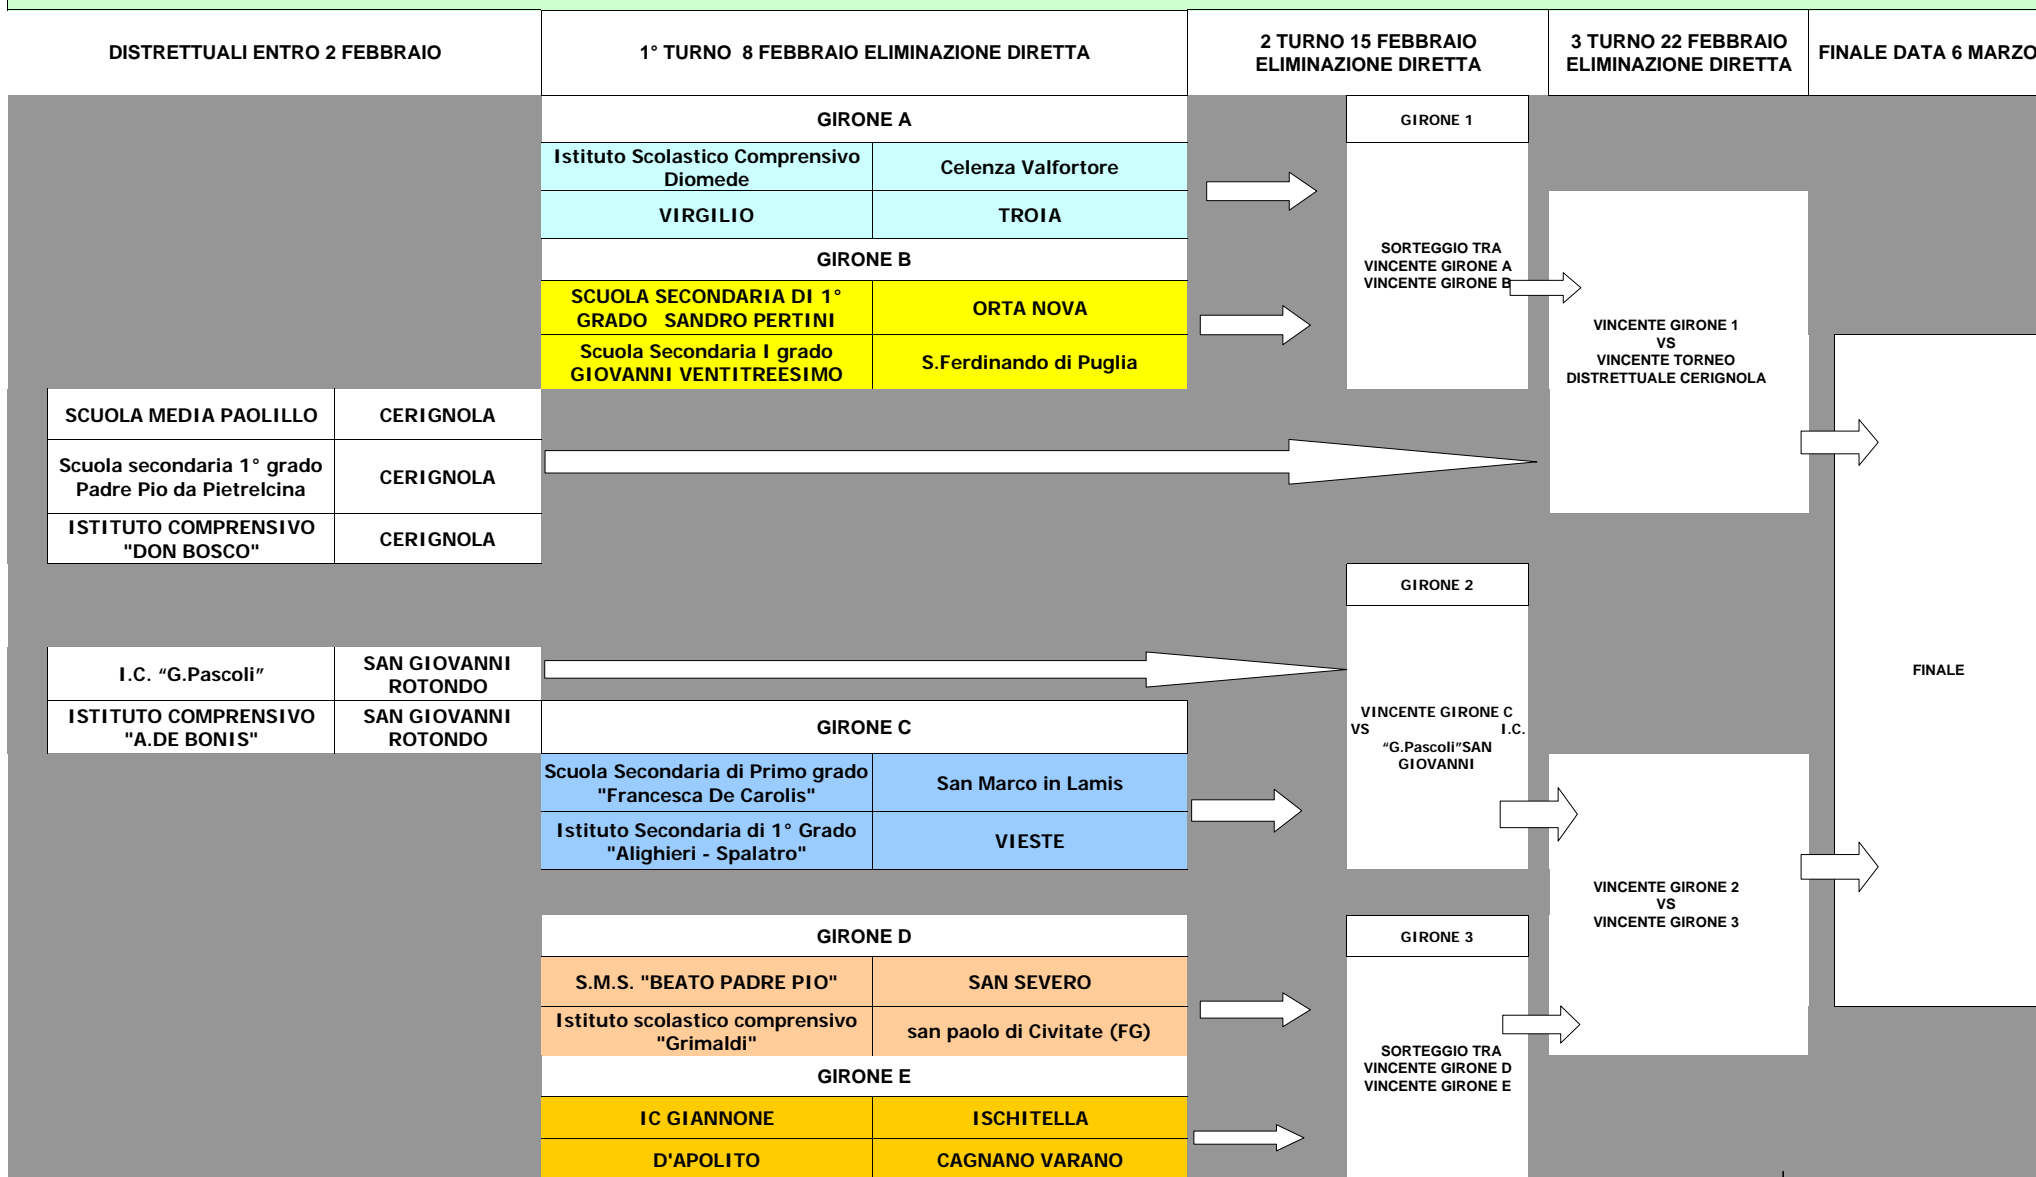 DISTRETTUALI ENTRO 2 FEBBRAIO
1° TURNO 8 FEBBRAIO ELIMINAZIONE DIRETTA
2 TURNO 15 FEBBRAIO
ELIMINAZIONE DIRETTA
3 TURNO 22 FEBBRAIO
ELIMINAZIONE DIRETTA
FINALE DATA 6 MARZO
GIRONE A
GIRONE 1
Istituto Scolastico Comprensivo
Diomede
Celenza Valfortore
VIRGILIO
TROIA
SORTEGGIO TRA
VINCENTE GIRONE A
VINCENTE GIRONE B
GIRONE B
SCUOLA SECONDARIA DI 1°
GRADO SANDRO PERTINI
ORTA NOVA
Scuola Secondaria I grado
GIOVANNI VENTITREESIMO
S.Ferdinando di Puglia
VINCENTE GIRONE 1
VS
VINCENTE TORNEO
DISTRETTUALE CERIGNOLA
SCUOLA MEDIA PAOLILLO
CERIGNOLA
Scuola secondaria 1° grado
Padre Pio da Pietrelcina
CERIGNOLA
ISTITUTO COMPRENSIVO
"DON BOSCO"
CERIGNOLA
GIRONE 2
I.C. “G.Pascoli”
SAN GIOVANNI
ROTONDO
FINALE
ISTITUTO COMPRENSIVO
"A.DE BONIS"
SAN GIOVANNI
ROTONDO
GIRONE C
VINCENTE GIRONE C
VS I.C.
“G.Pascoli”SAN
GIOVANNI
Scuola Secondaria di Primo grado
"Francesca De Carolis"
San Marco in Lamis
Istituto Secondaria di 1° Grado
"Alighieri - Spalatro"
VIESTE
VINCENTE GIRONE 2
VS
VINCENTE GIRONE 3
GIRONE D
GIRONE 3
S.M.S. "BEATO PADRE PIO"
SAN SEVERO
Istituto scolastico comprensivo
"Grimaldi"
san paolo di Civitate (FG)
SORTEGGIO TRA
VINCENTE GIRONE D
VINCENTE GIRONE E
GIRONE E
IC GIANNONE
ISCHITELLA
D'APOLITO
CAGNANO VARANO